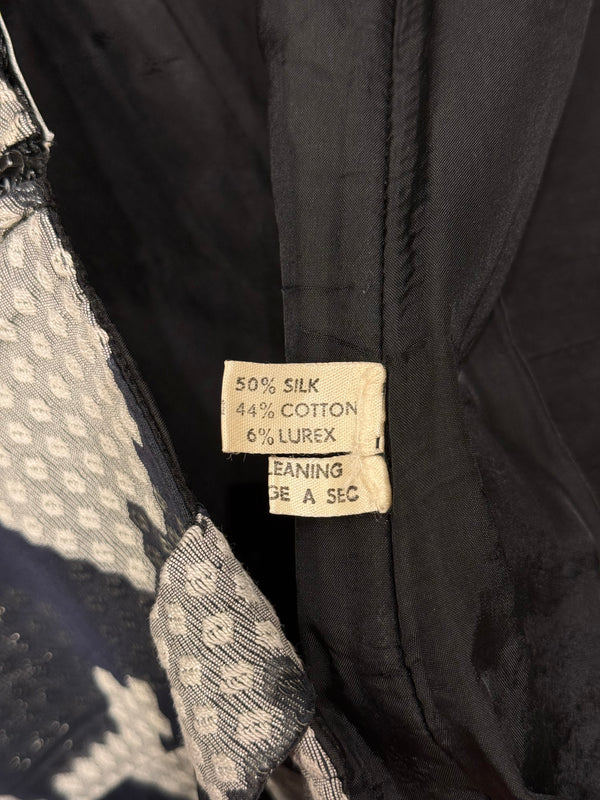 50% SILK
44% COTTON
6% LUREX
LEANING
GE A SEC